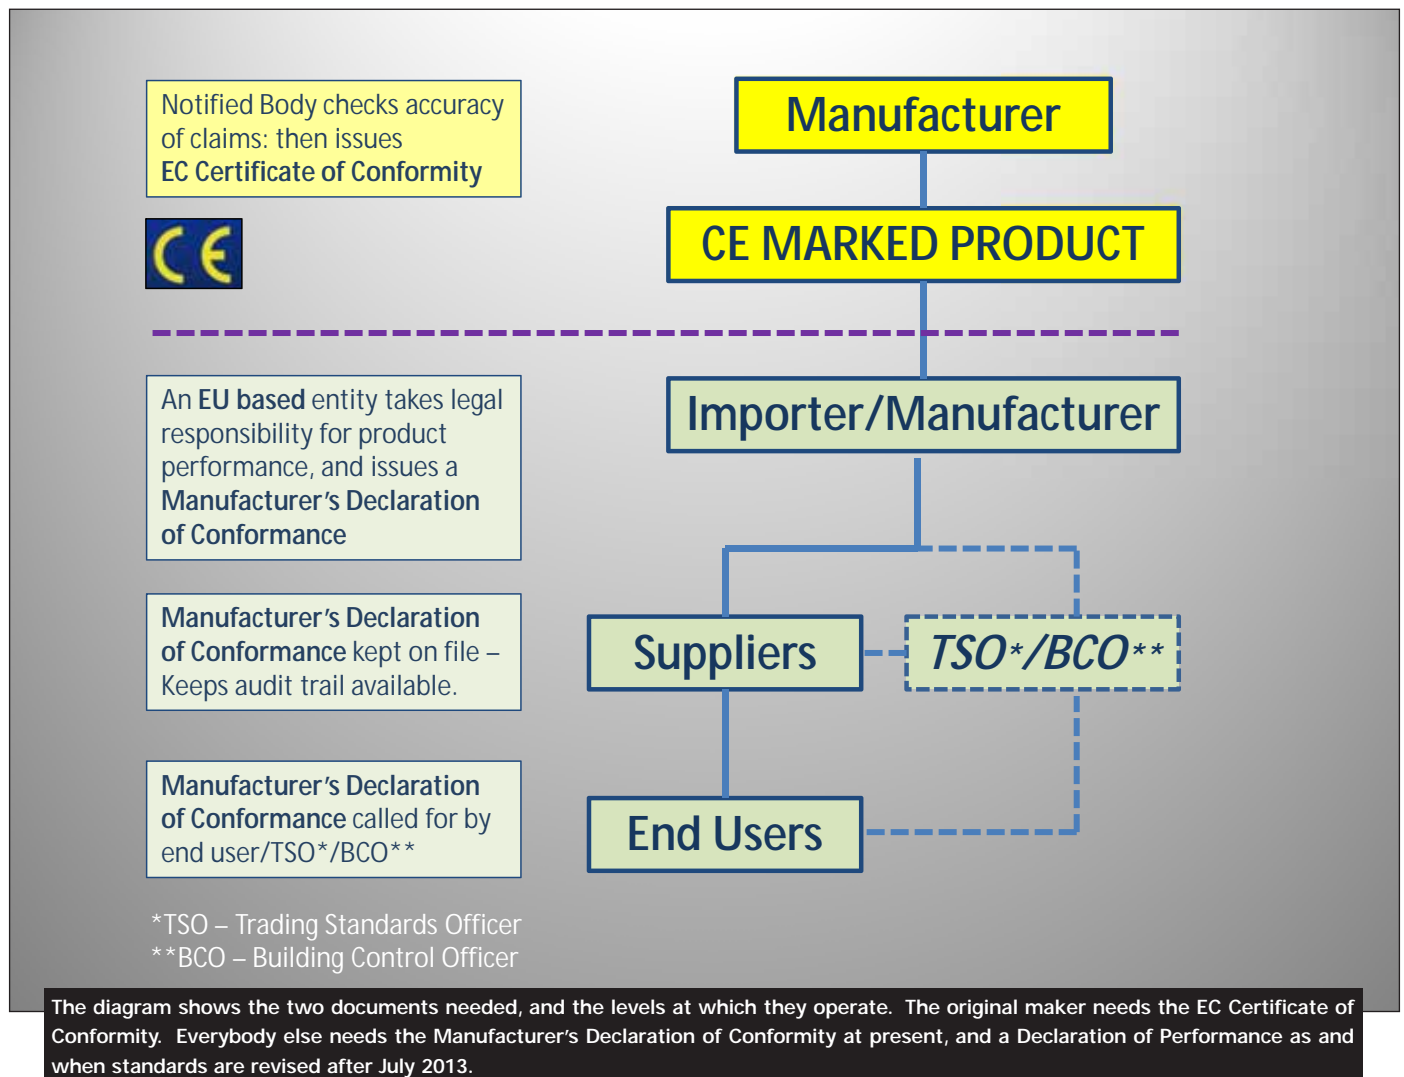 Notified Body checks accuracy
of claims: then issues
EC Certificate of Conformity
CE
Manufacturer
CE MARKED PRODUCT
An EU based entity takes legal
responsibility for product
performance, and issues a
Manufacturer’s Declaration
of Conformance
Importer/Manufacturer
Manufacturer’s Declaration
of Conformance kept on file –
Keeps audit trail available.
Suppliers
TSO*/BCO**
Manufacturer’s Declaration
of Conformance called for by
end user/TSO*/BCO**
End Users
*TSO – Trading Standards Officer
**BCO – Building Control Officer
The diagram shows the two documents needed, and the levels at which they operate. The original maker needs the EC Certificate of
Conformity. Everybody else needs the Manufacturer’s Declaration of Conformity at present, and a Declaration of Performance as and
when standards are revised after July 2013.